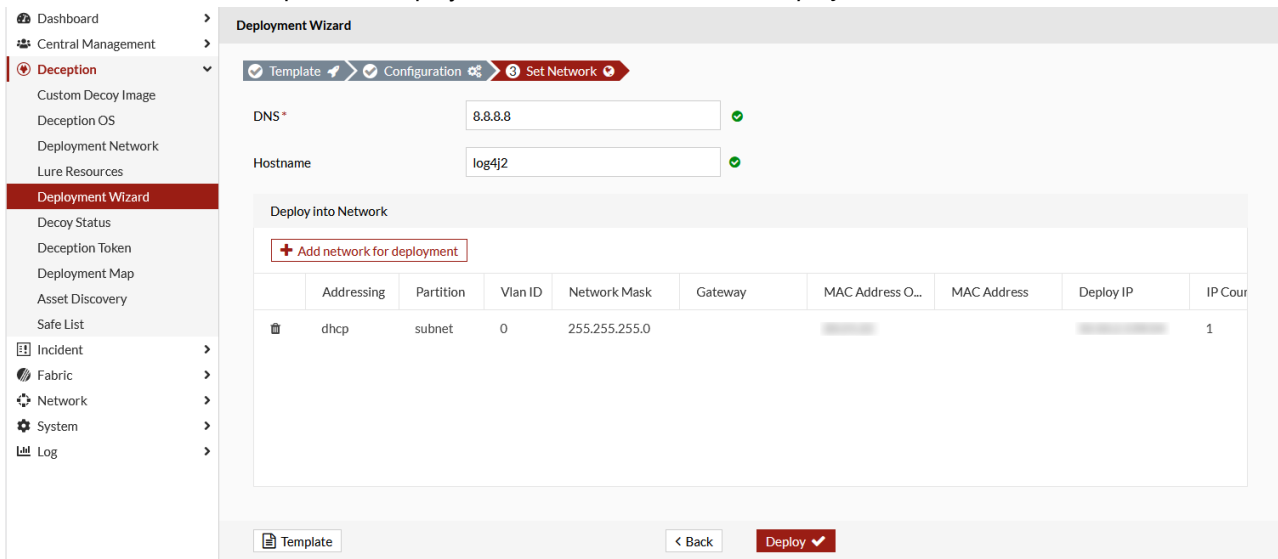 Dashboard
Central Management
Deception
Custom Decoy Image
Deception OS
Deployment Network
Lure Resources
Deployment Wizard
Decoy Status
Deception Token
Deployment Map
Asset Discovery
Safe List
Incident
Fabric
Network
System
Log
Deployment Wizard
Template Configuration 3 Set Network
DNS* 8.8.8.8
Hostname log4j2
Deploy into Network
Add network for deployment
Addressing Partition Vlan ID Network Mask Gateway MAC Address O... MAC Address Deploy IP IP Cour
dhcp subnet 0 255.255.255.0 1
Template < Back Deploy